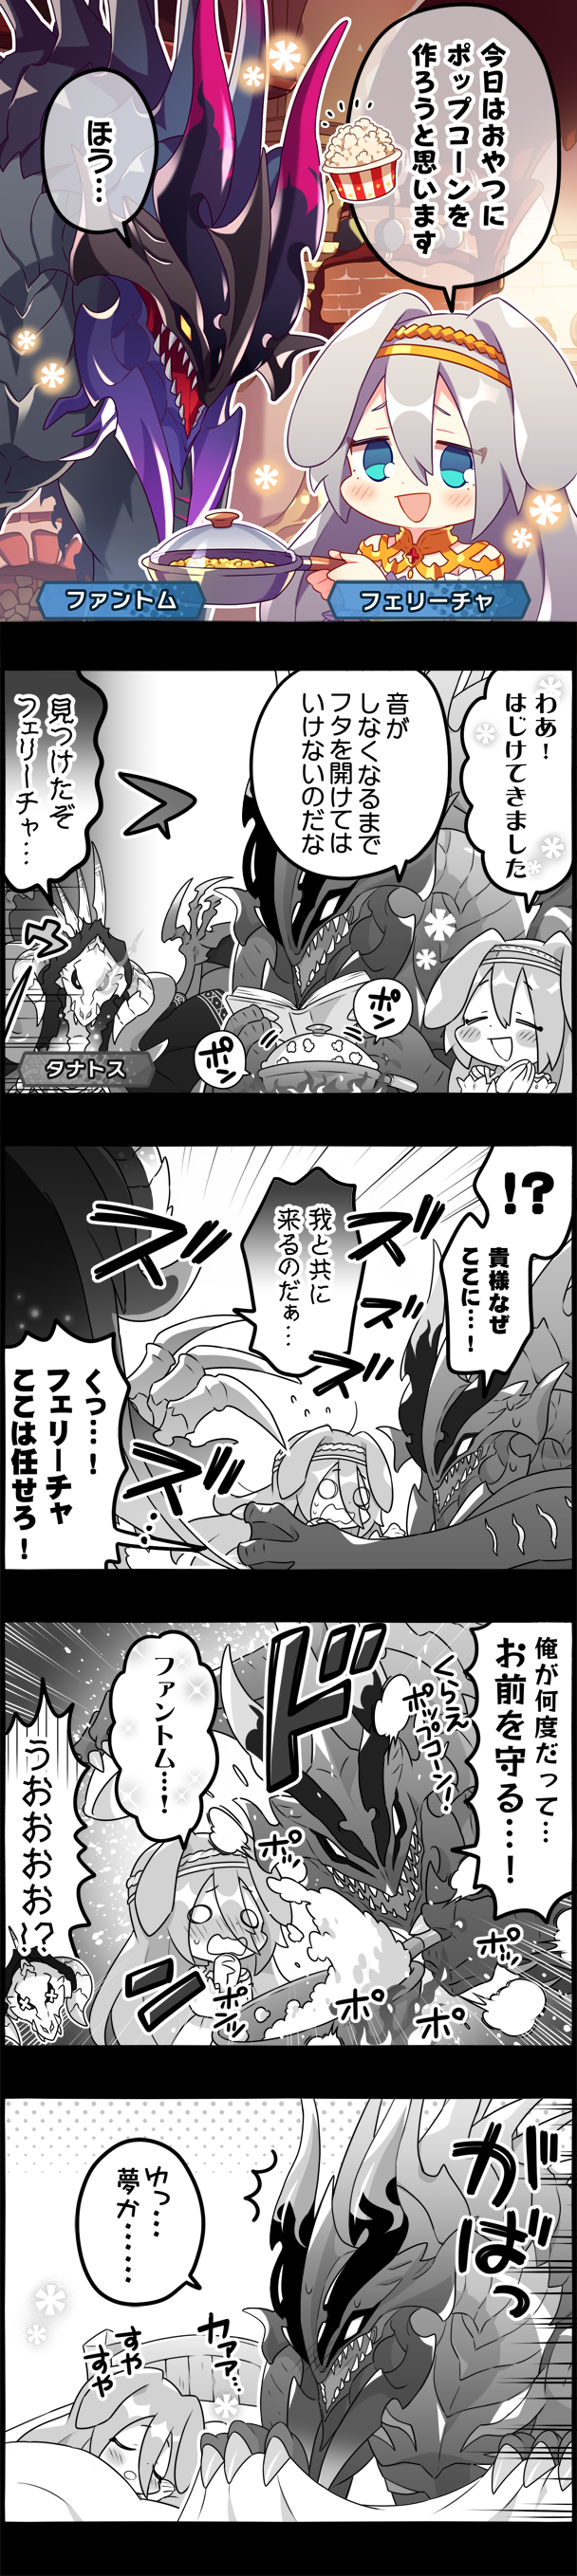 今日はおやつに
ポップコーンを
作ろうと思います
ほう…
ファントム
フェリーチャ
わあ!
はじけてきました
音が
しなくなるまで
フタを開けては
いけないのだな
ポン
ポン
見つけたぞ
フェリーチャ…
タナトス
!?
貴様なぜ
ここに…!
我と共に
来るのだぁ…
ズズズ
ズズ
くっ…!
フェリーチャ
ここは任せろ!
俺が何度だって…
お前を守る…!
くらえ
ポップコーン!
ドン
ファントム…!
ポッ
ポッ
ポンッ
ポ
ポ
うおおおお?
がばっ
ゆっ…
夢か……
カアァ…
すや
すや